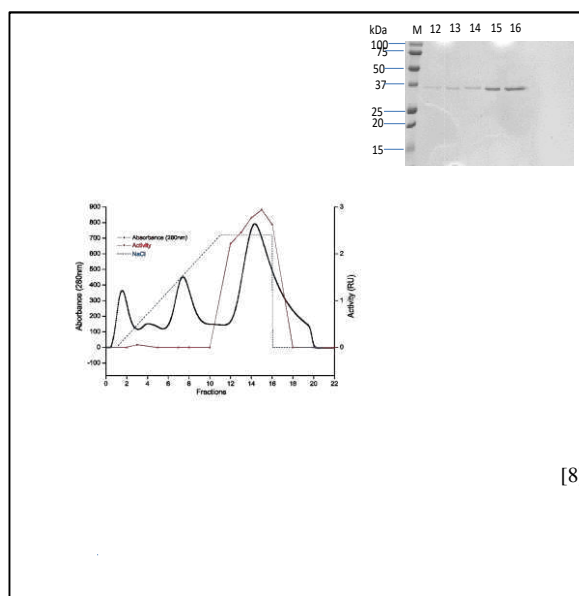 kDa M 12 13 14 15 16
100
75
50
37
25
20
15
900
800
700
600
500
400
300
200
100
0
-100
Absorbance (280nm)
Absorbance (280nm)
Activity
NaCl
3
2
1
0
Activity (RU)
0 2 4 6 8 10 12 14 16 18 20 22
Fractions
[8